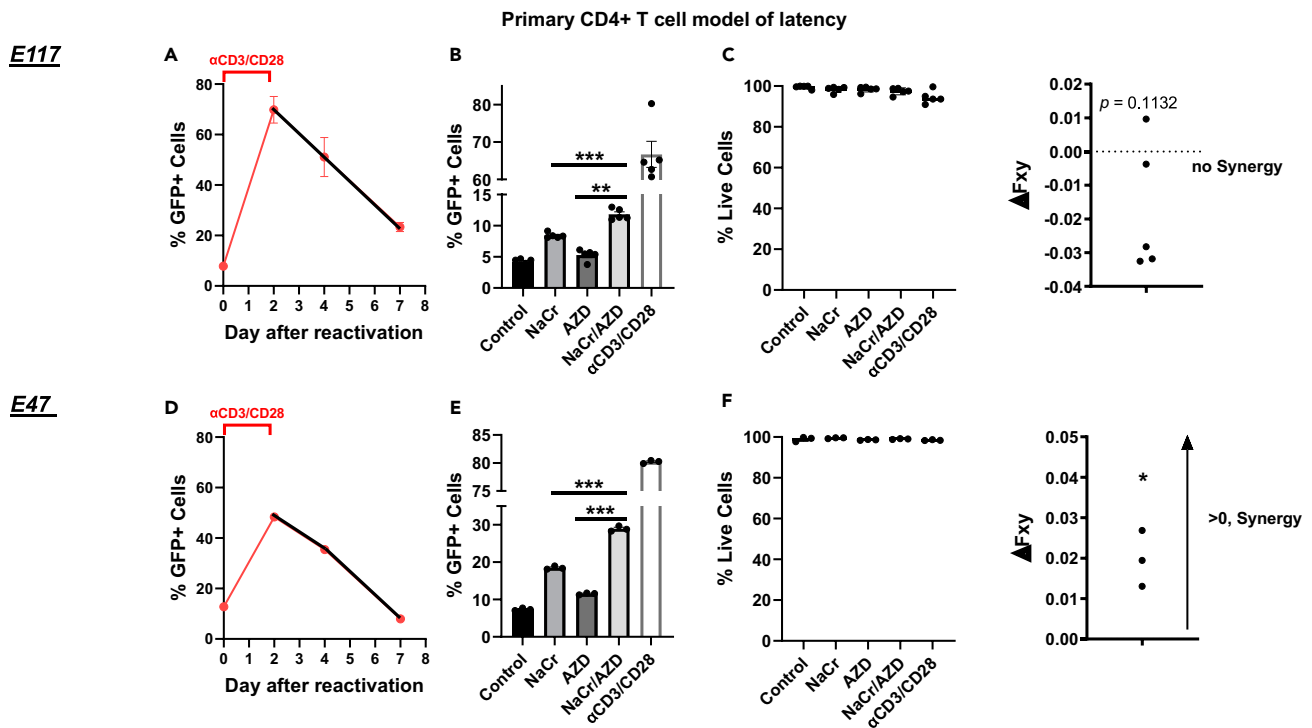 Primary CD4+ T cell model of latency
E117
A
αCD3/CD28
% GFP+ Cells
80
60
40
20
0
0 1 2 3 4 5 6 7 8
Day after reactivation
B
% GFP+ Cells
80
70
60
15
10
5
0
***
**
Control
NaCr
AZD
NaCr/AZD
αCD3/CD28
C
% Live Cells
100
80
60
40
20
0
Control
NaCr
AZD
NaCr/AZD
αCD3/CD28
ΔFxy
0.02
0.01
0.00
-0.01
-0.02
-0.03
-0.04
p = 0.1132
no Synergy
E47
D
αCD3/CD28
% GFP+ Cells
80
60
40
20
0
0 1 2 3 4 5 6 7 8
Day after reactivation
E
% GFP+ Cells
85
80
75
30
20
10
0
***
***
Control
NaCr
AZD
NaCr/AZD
αCD3/CD28
F
% Live Cells
100
80
60
40
20
0
Control
NaCr
AZD
NaCr/AZD
αCD3/CD28
ΔFxy
0.05
0.04
0.03
0.02
0.01
0.00
*
>0, Synergy